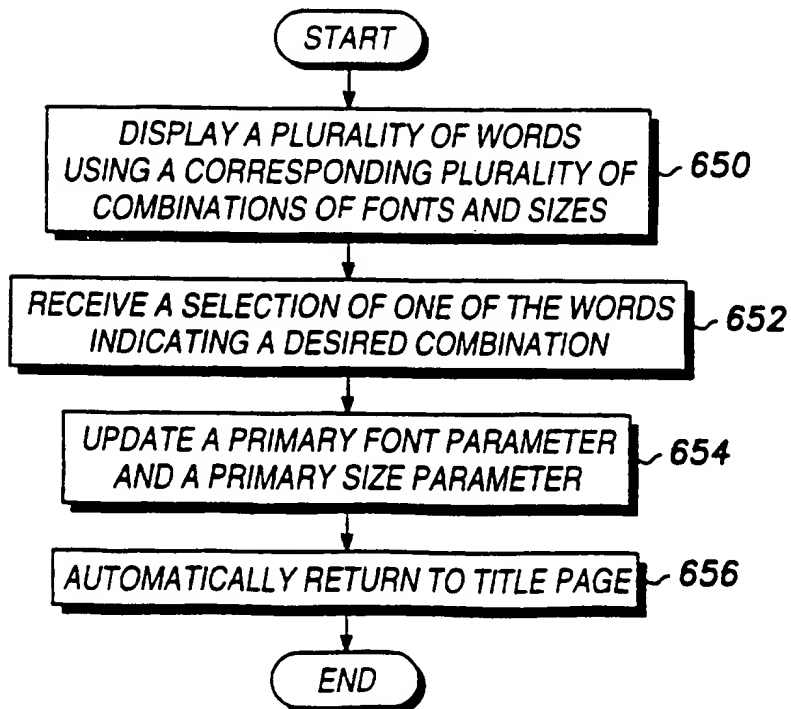 START
DISPLAY A PLURALITY OF WORDS
USING A CORRESPONDING PLURALITY OF
COMBINATIONS OF FONTS AND SIZES
650
RECEIVE A SELECTION OF ONE OF THE WORDS
INDICATING A DESIRED COMBINATION
652
UPDATE A PRIMARY FONT PARAMETER
AND A PRIMARY SIZE PARAMETER
654
AUTOMATICALLY RETURN TO TITLE PAGE
656
END